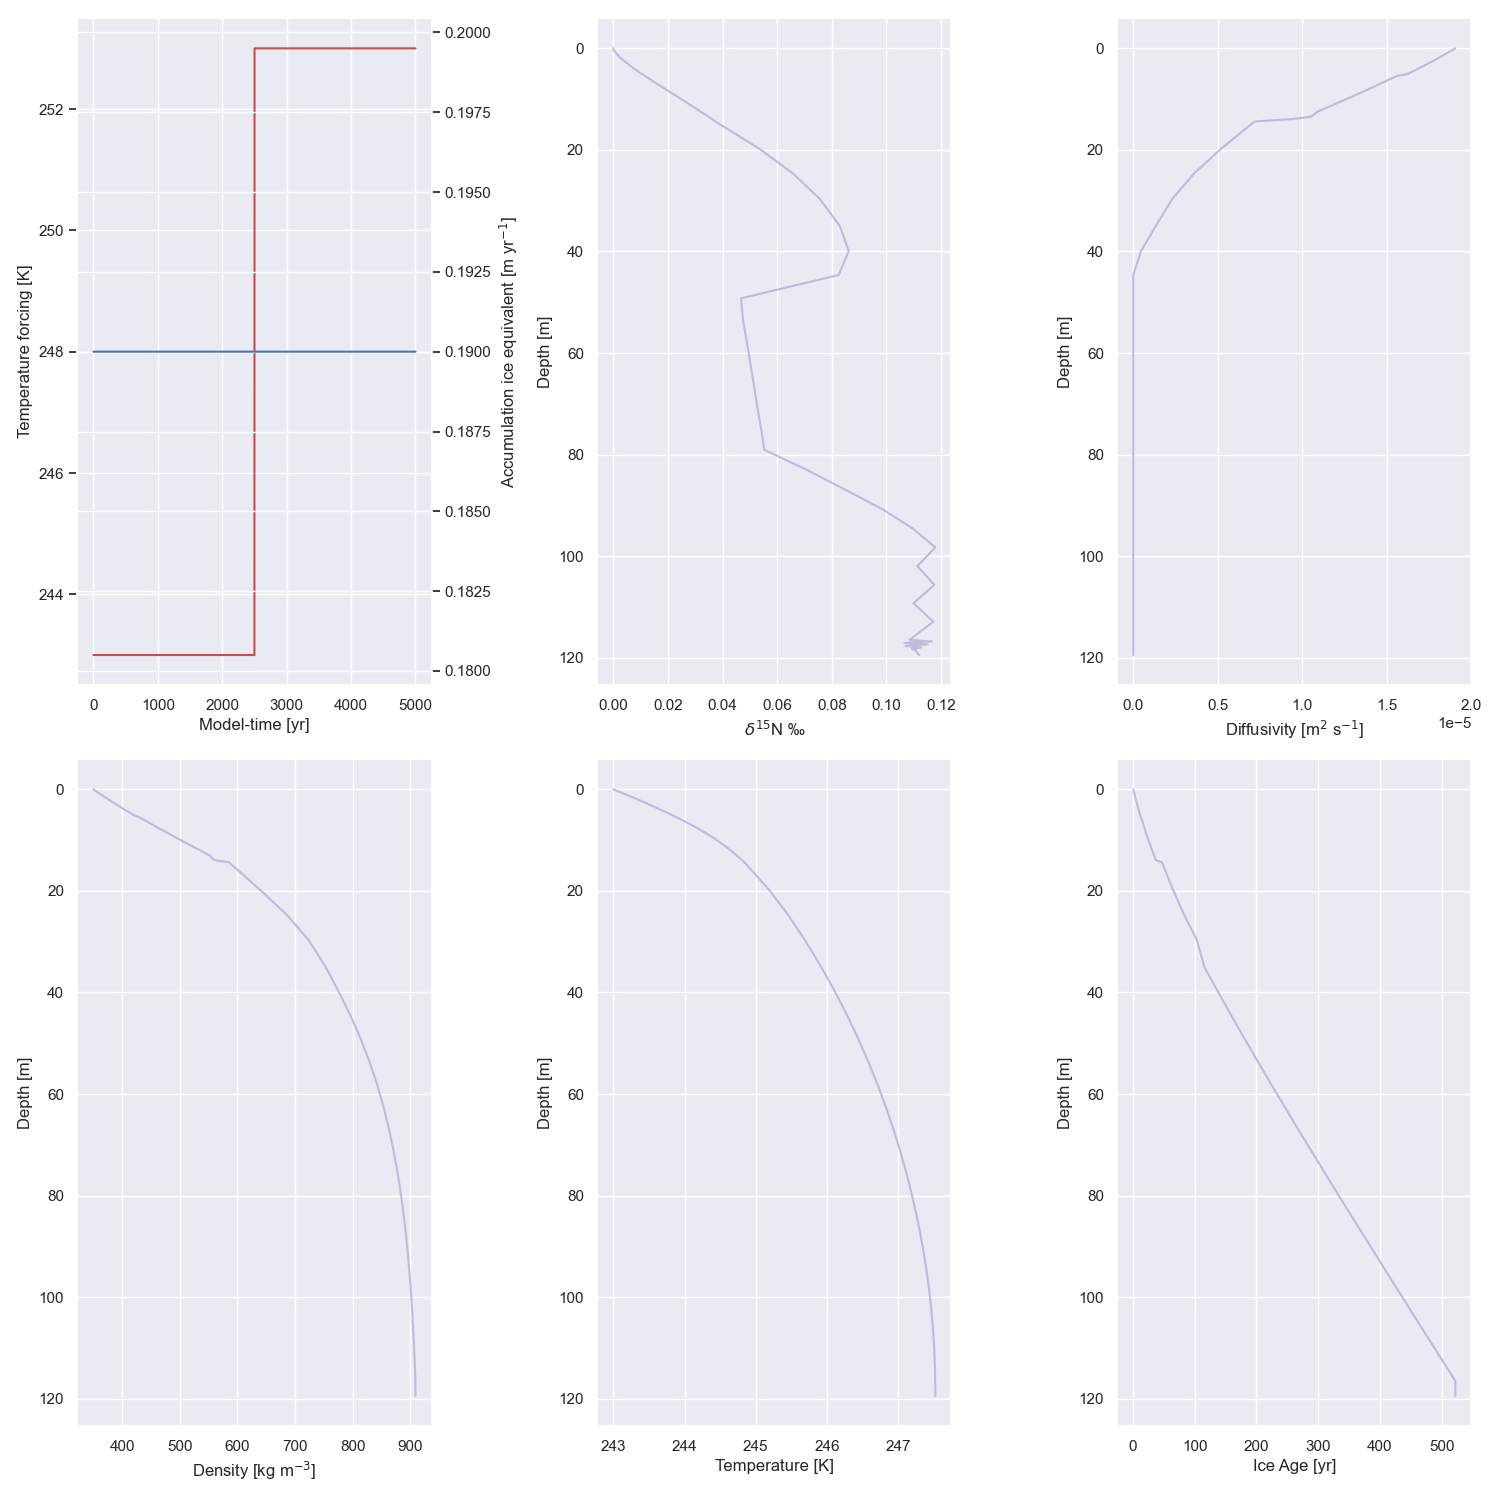 Temperature forcing [K]
252
250
248
246
244
0 1000 2000 3000 4000 5000
Model-time [yr]
0.2000
0.1975
0.1950
0.1925
0.1900
0.1875
0.1850
0.1825
0.1800
Accumulation ice equivalent [m yr⁻¹]
Depth [m]
0
20
40
60
80
100
120
0.00 0.02 0.04 0.06 0.08 0.10 0.12
δ¹⁵N ‰
Depth [m]
0
20
40
60
80
100
120
0.0 0.5 1.0 1.5 2.0
1e−5
Diffusivity [m² s⁻¹]
Depth [m]
0
20
40
60
80
100
120
400 500 600 700 800 900
Density [kg m⁻³]
Depth [m]
0
20
40
60
80
100
120
243 244 245 246 247
Temperature [K]
Depth [m]
0
20
40
60
80
100
120
0 100 200 300 400 500
Ice Age [yr]